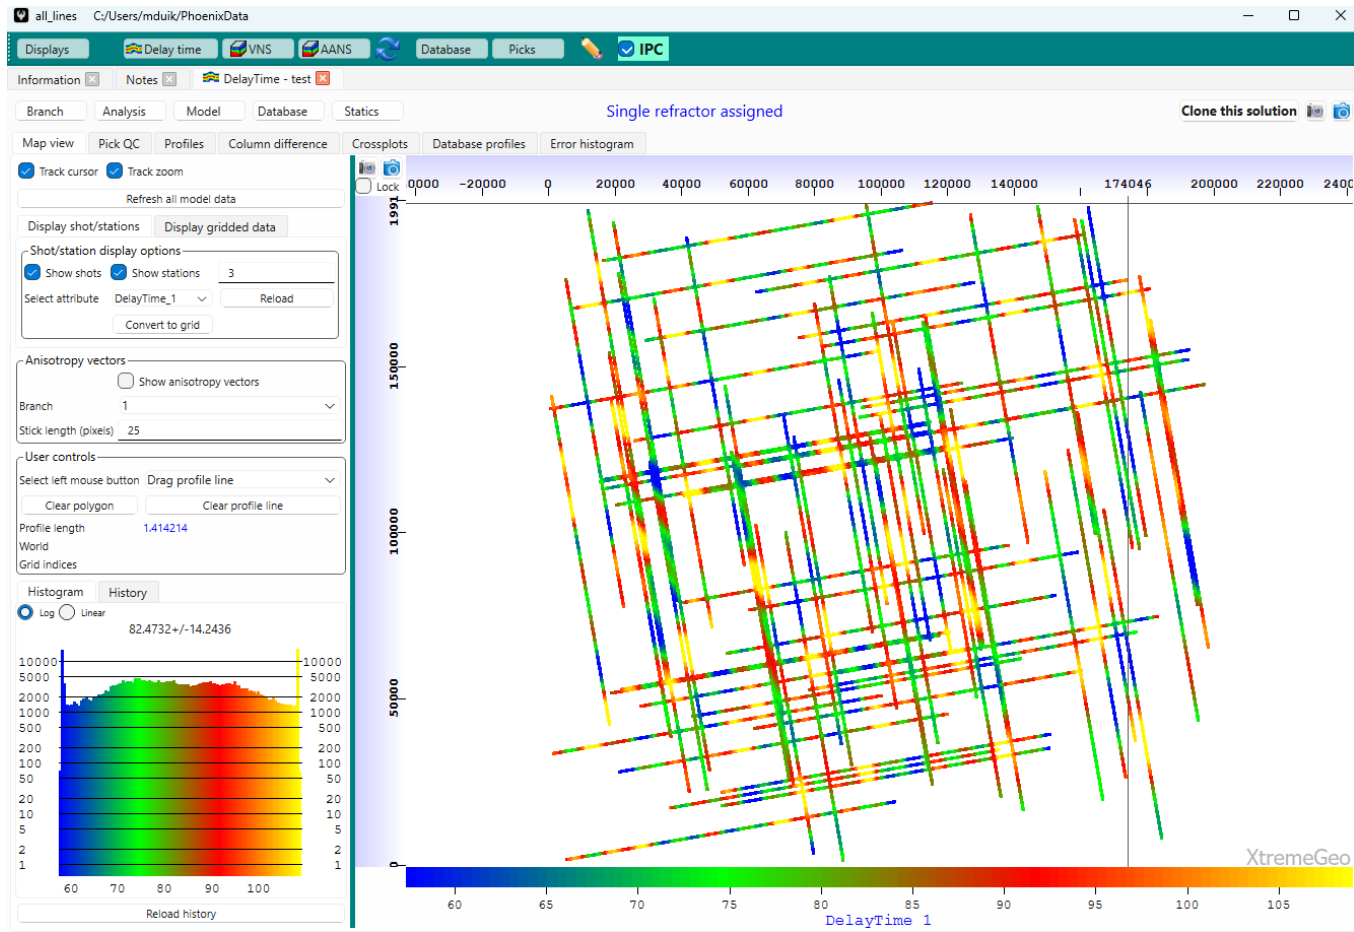 all_lines C:/Users/mduik/PhoenixData
Displays Delay time VNS AANS Database Picks IPC
Information Notes DelayTime - test
Branch Analysis Model Database Statics Single refractor assigned Clone this solution
Map view Pick QC Profiles Column difference Crossplots Database profiles Error histogram
Track cursor Track zoom
Refresh all model data
Display shot/stations Display gridded data
Shot/station display options
Show shots Show stations 3
Select attribute DelayTime_1 Reload
Convert to grid
Anisotropy vectors
Show anisotropy vectors
Branch 1
Stick length (pixels) 25
User controls
Select left mouse button Drag profile line
Clear polygon Clear profile line
Profile length 1.414214
World
Grid indices
Histogram History
Log Linear
82.4732+/-14.2436
10000 10000
5000 5000
2000 2000
1000 1000
500 500
200 200
100 100
50 50
20 20
10 10
5 5
2 2
1 1
60 70 80 90 100
Reload history
Lock
0000 -20000 0 20000 40000 60000 80000 100000 120000 140000 174046 200000 220000 2400
1991
150000
100000
50000
0
XtremeGeo
60 65 70 75 80 85 90 95 100 105
DelayTime 1